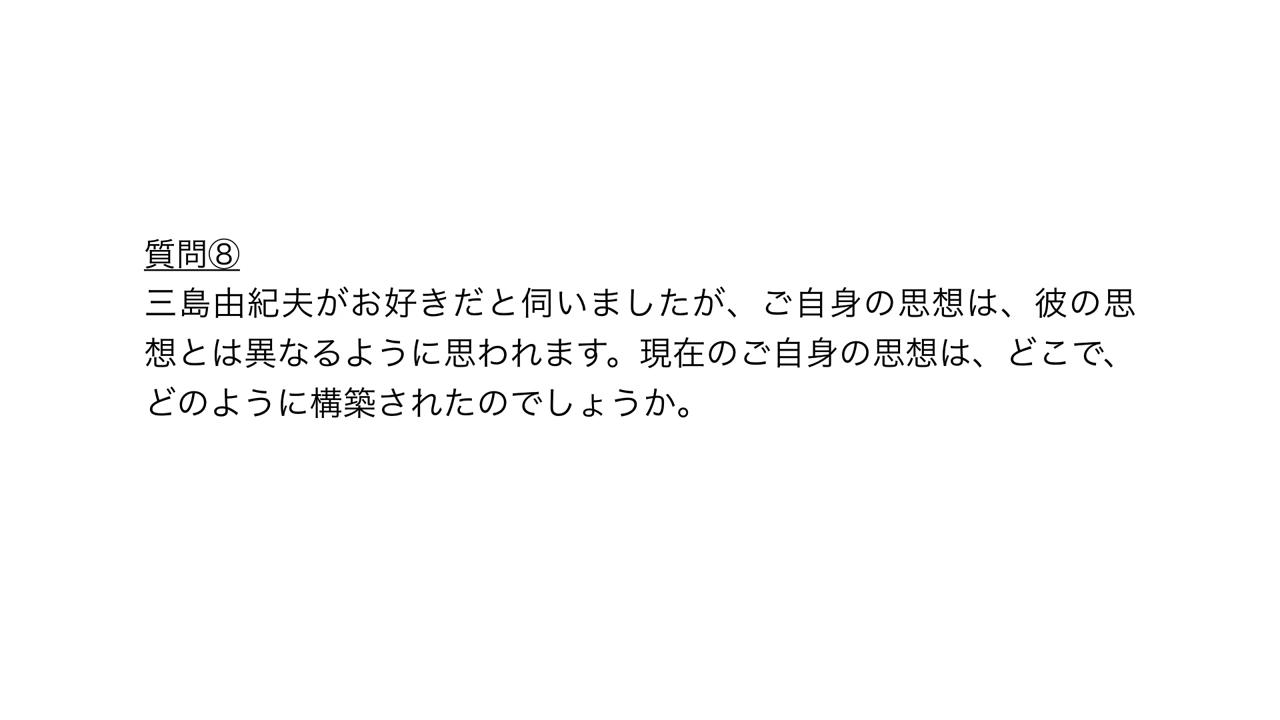 質問⑧
三島由紀夫がお好きだと伺いましたが、ご自身の思想は、彼の思
想とは異なるように思われます。現在のご自身の思想は、どこで、
どのように構築されたのでしょうか。